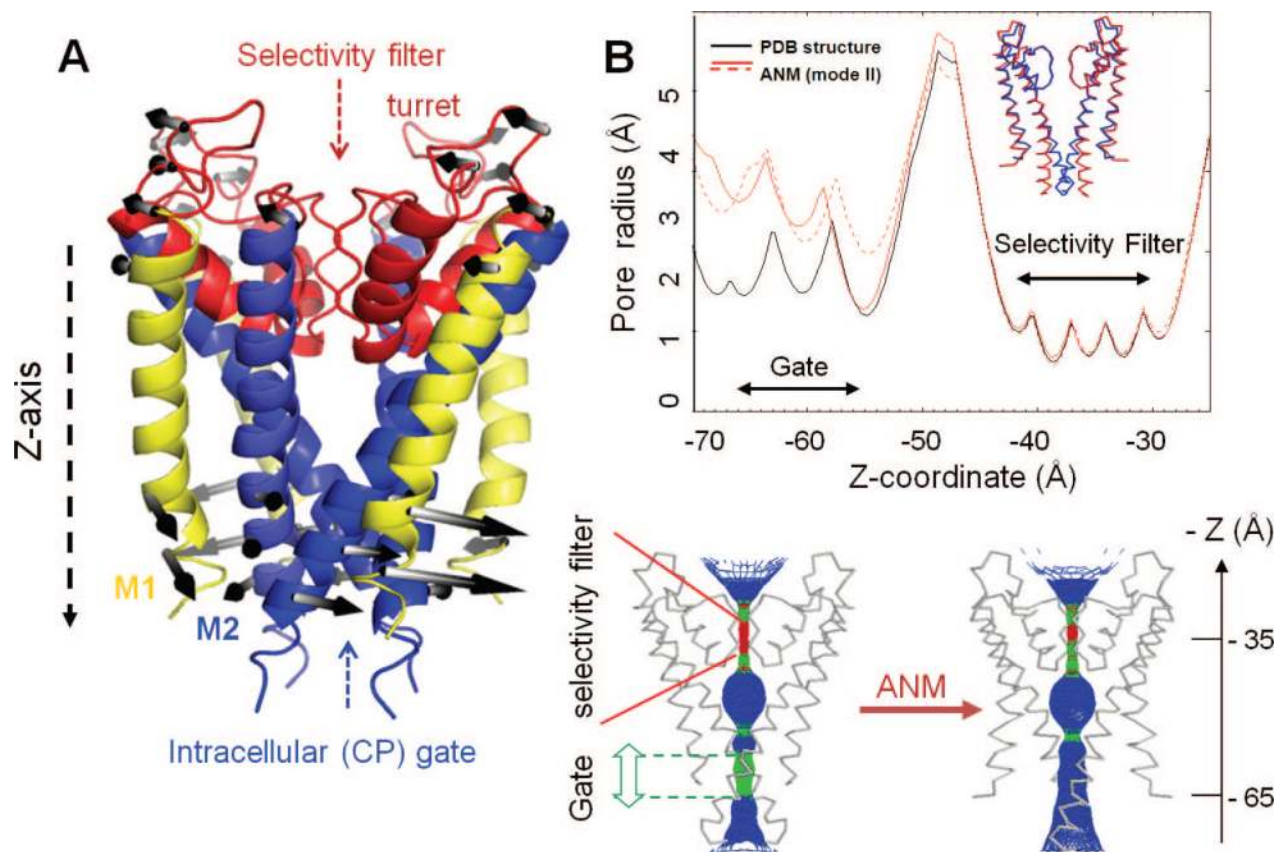 A
Selectivity filter
turret
Z-axis
M1
M2
Intracellular (CP) gate
B
PDB structure
ANM (mode II)
Pore radius (Å)
5
4
3
2
1
0
Selectivity Filter
Gate
-70
-60
-50
-40
-30
Z-coordinate (Å)
selectivity filter
Gate
ANM
- Z (Å)
- 35
- 65